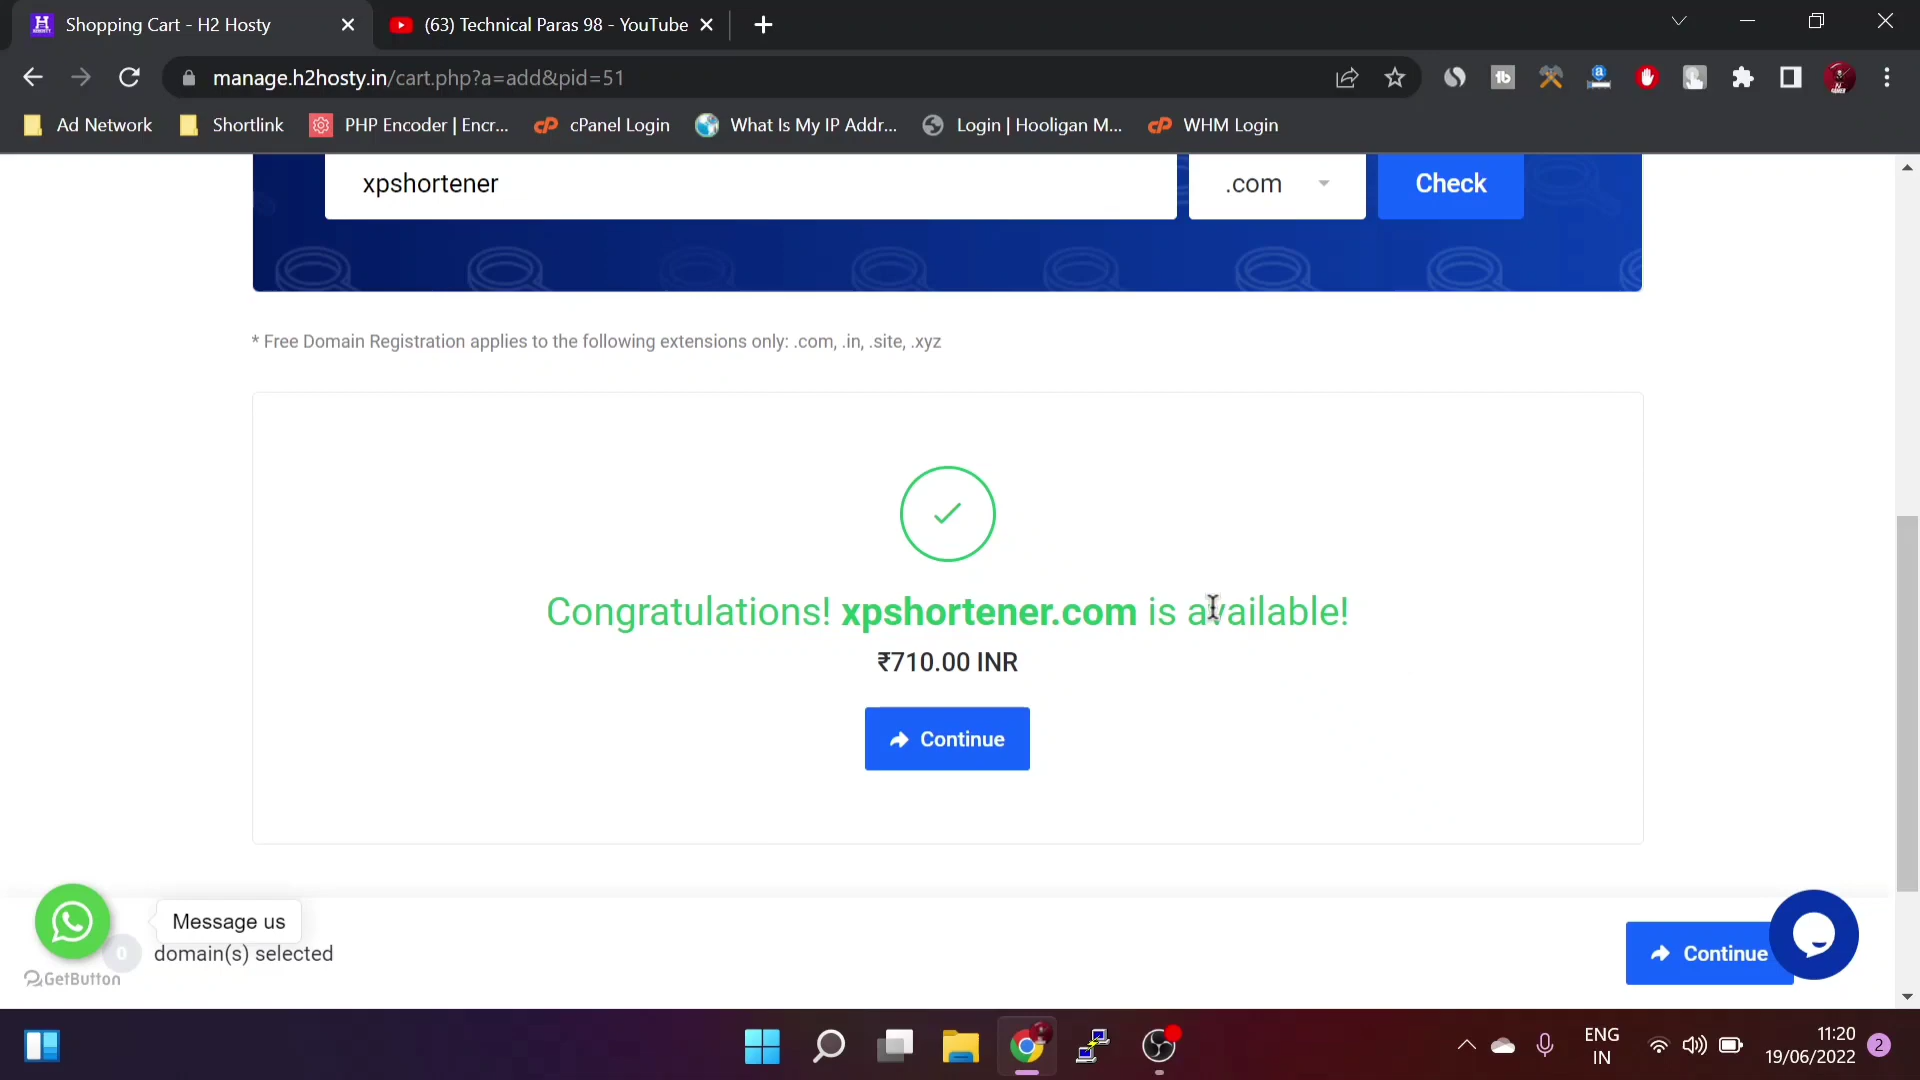 Shopping Cart - H2 Hosty
(63) Technical Paras 98 - YouTube
manage.h2hosty.in/cart.php?a=add&pid=51
Ad Network
Shortlink
PHP Encoder | Encr...
cPanel Login
What Is My IP Addr...
Login | Hooligan M...
WHM Login
xpshortener
.com
Check
* Free Domain Registration applies to the following extensions only: .com, .in, .site, .xyz
Congratulations! xpshortener.com is available!
₹710.00 INR
Continue
Message us
0 domain(s) selected
GetButton
Continue
ENG
IN
11:20
19/06/2022
2